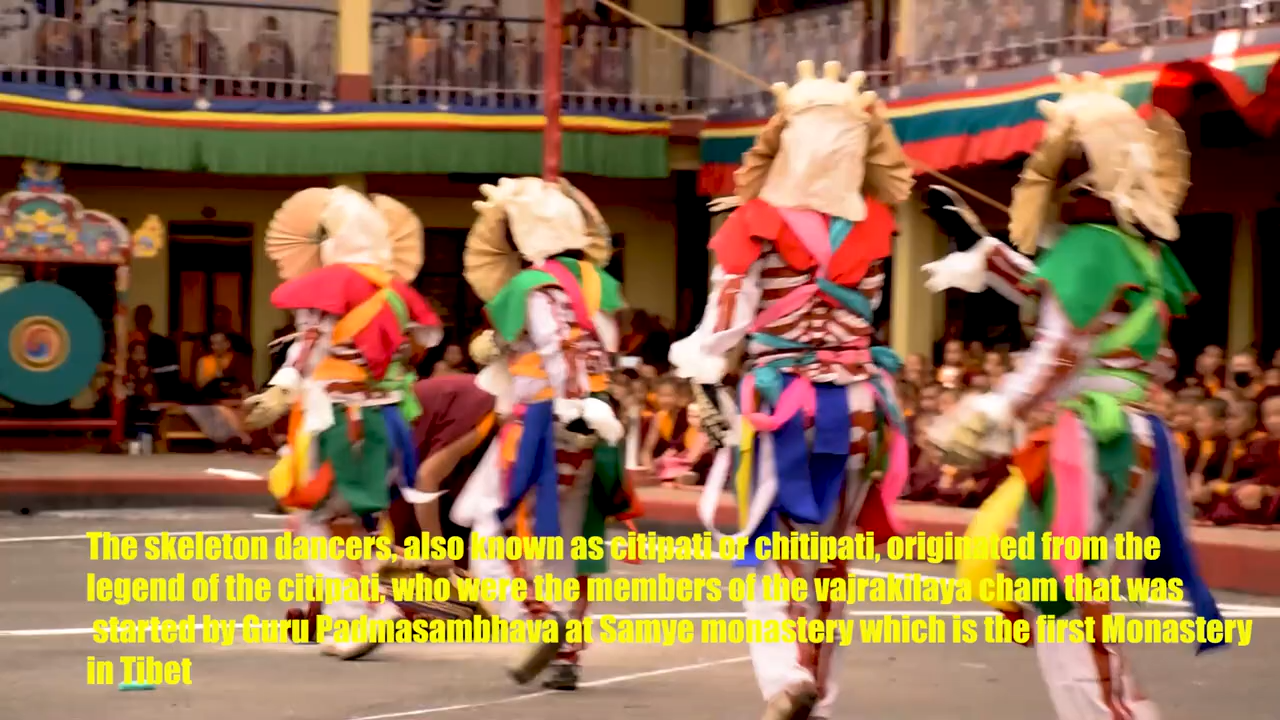 The skeleton dancers, also known as citipati or chitipati, originated from the
legend of the citipati, who were the members of the vajrakilaya cham that was
started by Guru Padmasambhava at Samye monastery which is the first Monastery
in Tibet